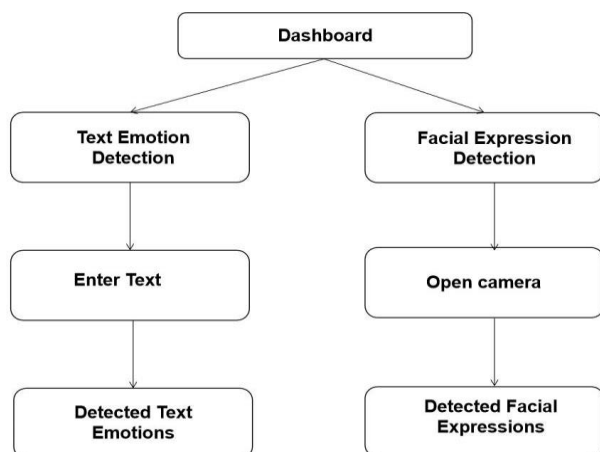 Dashboard
Text Emotion
Detection
Facial Expression
Detection
Enter Text
Open camera
Detected Text
Emotions
Detected Facial
Expressions